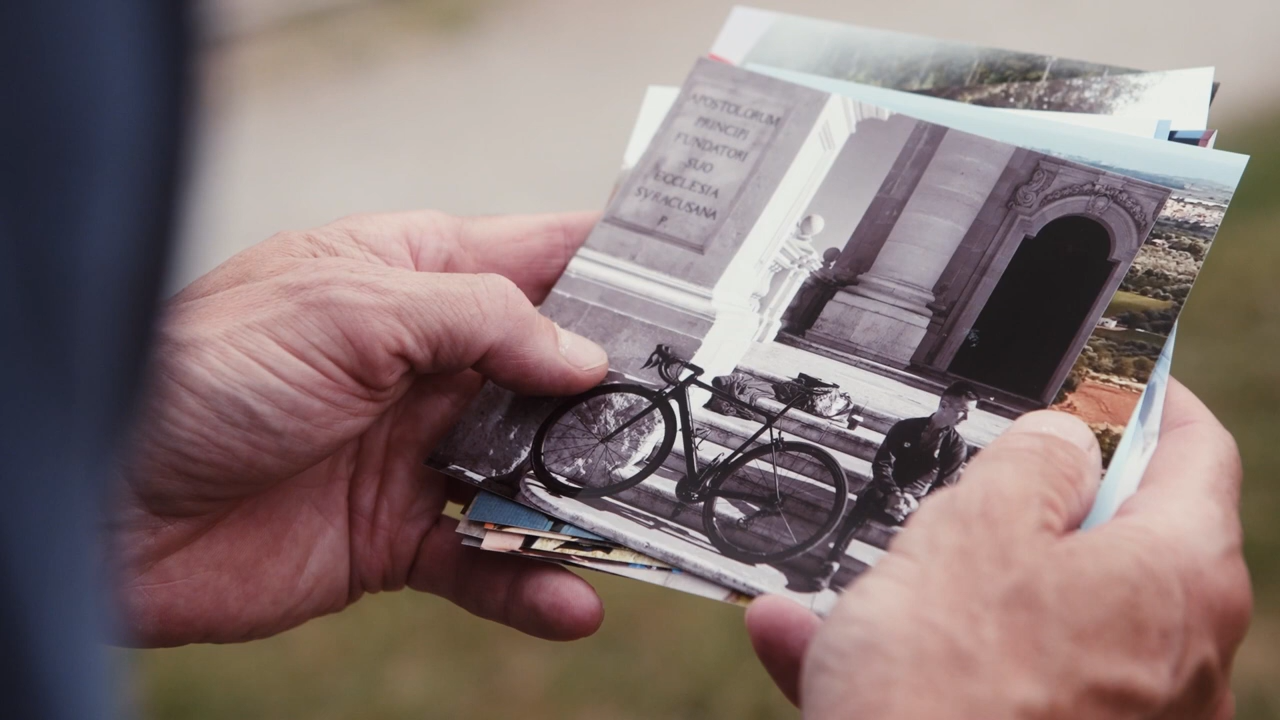 APOSTOLORUM
PRINCIPI
FUNDATORI
SUO
ECCLESIA
SYRACUSANA
P.